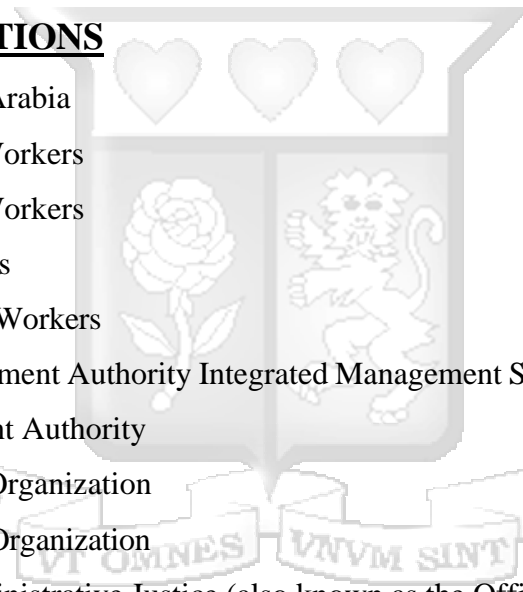 TIONS
Arabia
Workers
Workers
s
Workers
ment Authority Integrated Management S
nt Authority
Organization
Organization
VT OMNES VNVM SINT
inistrative Justice (also known as the Offi